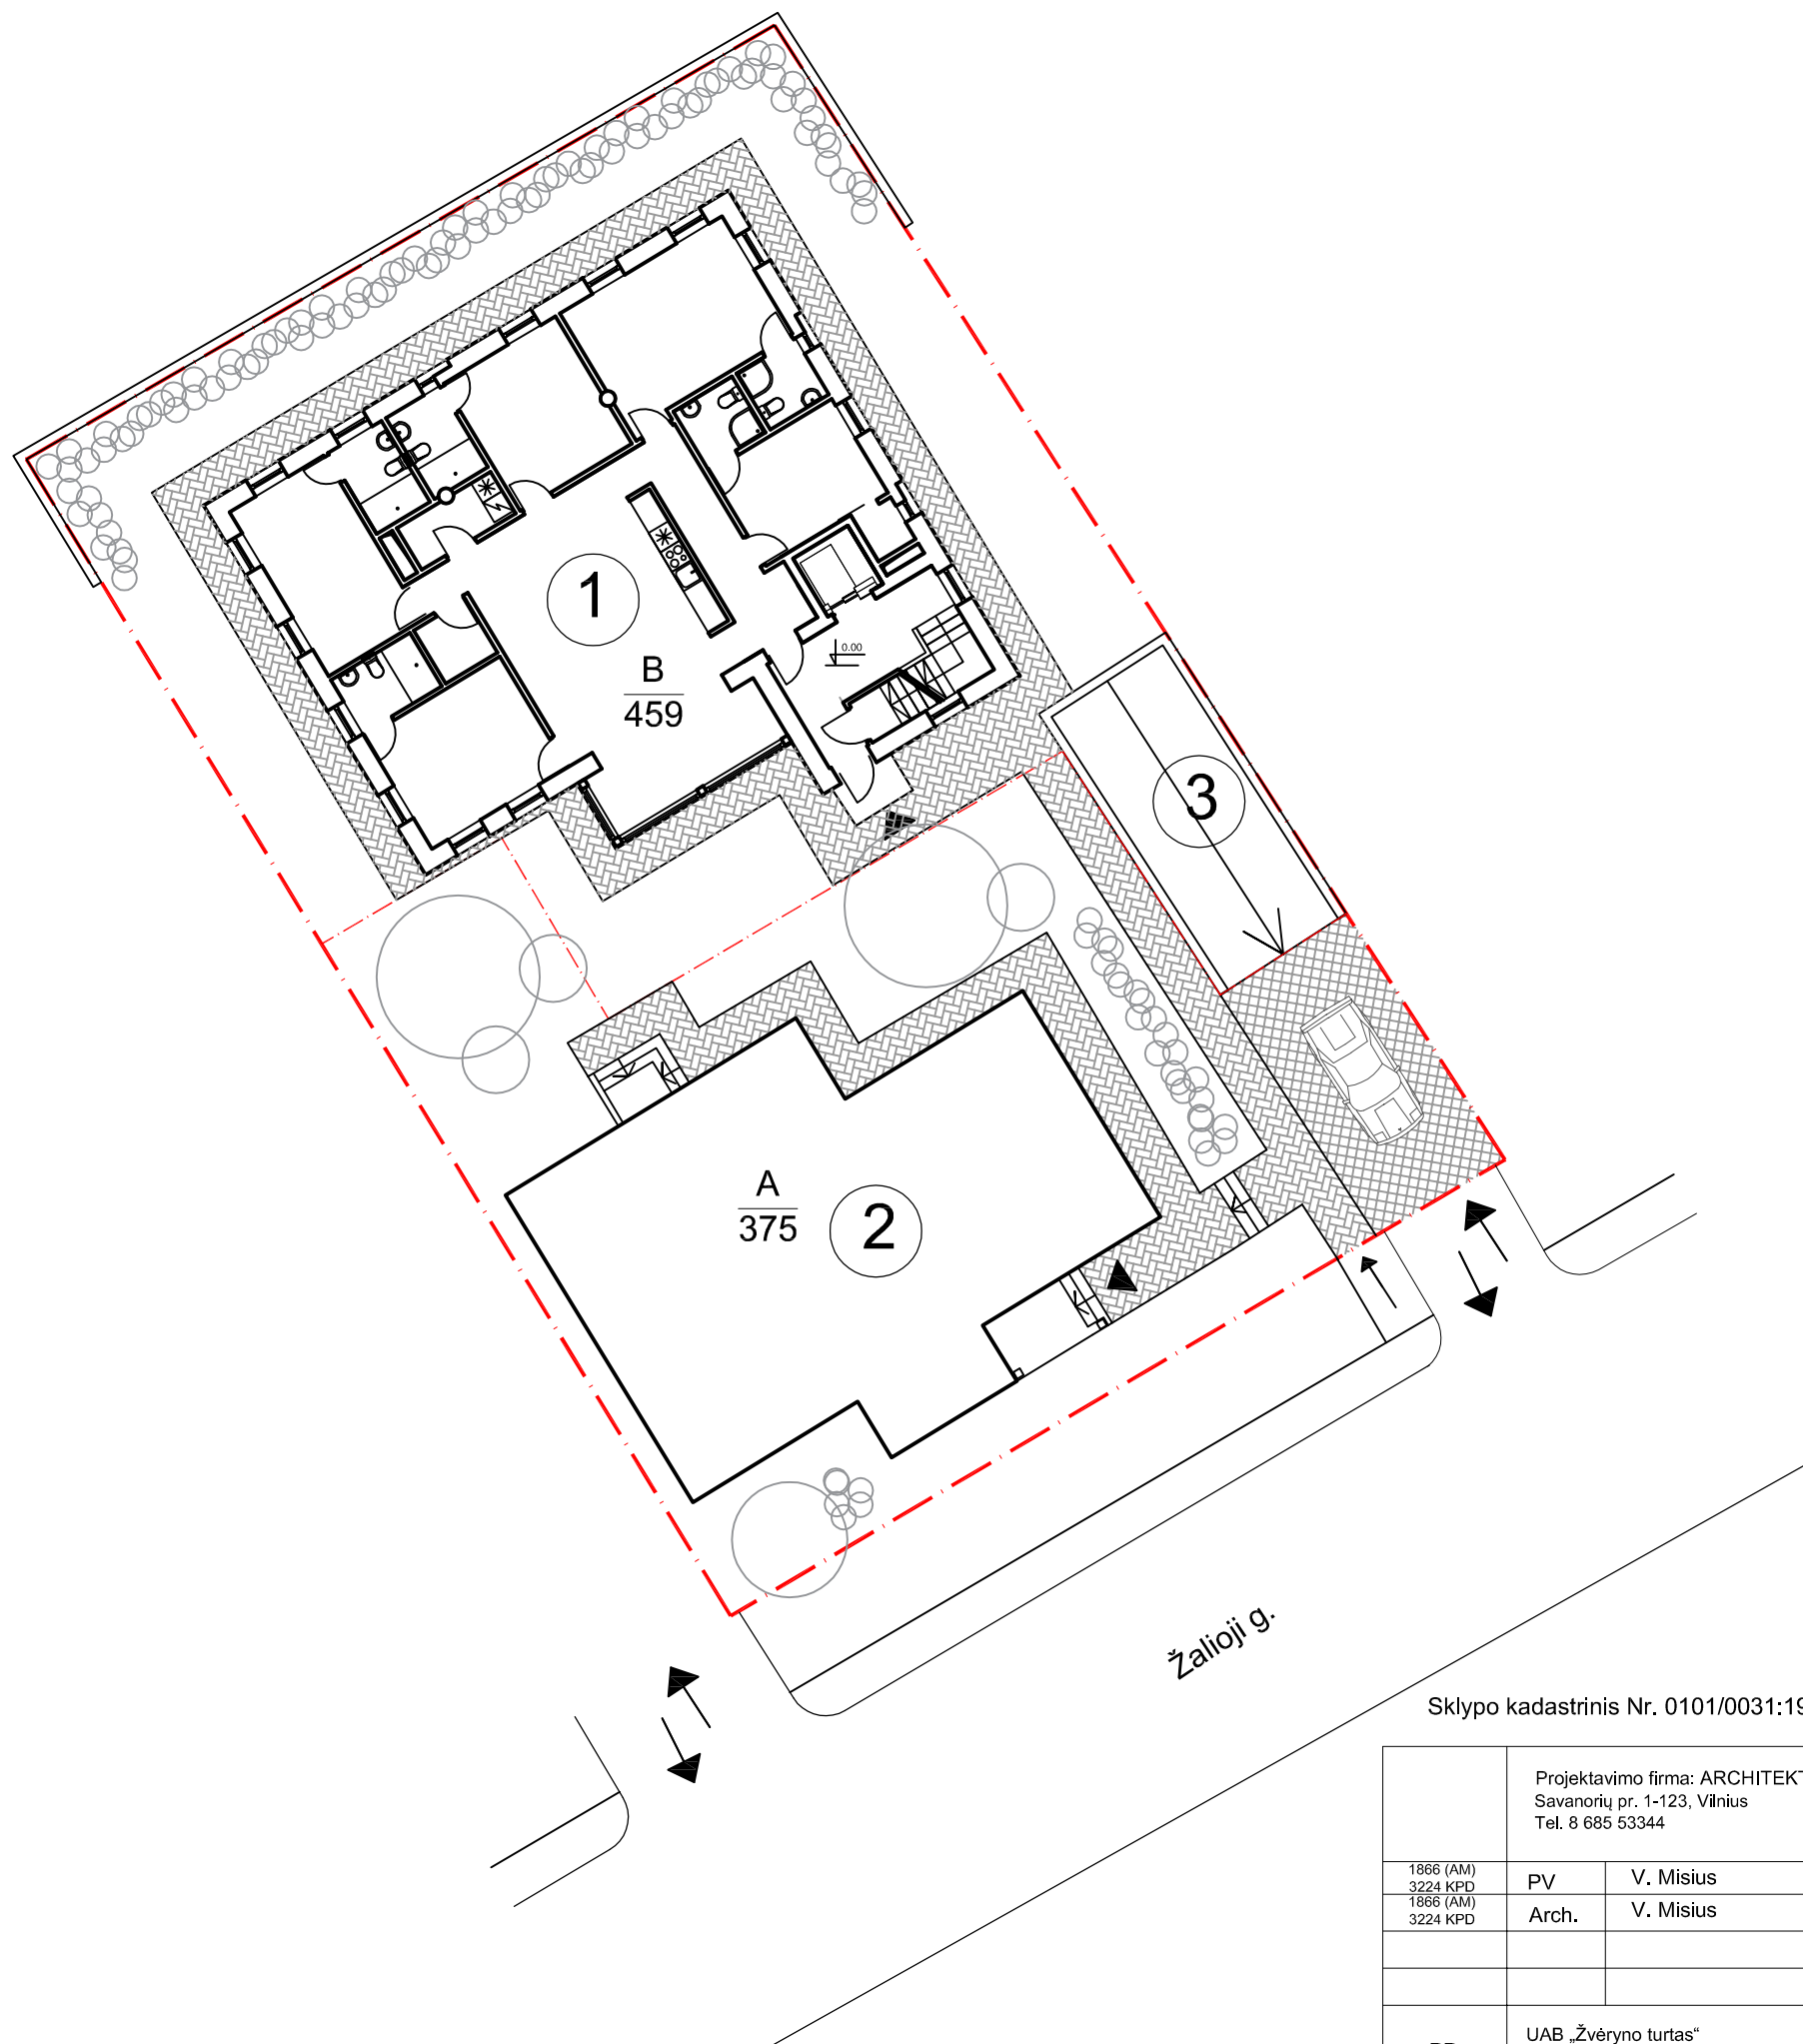 1
0.00
B
459
3
A
375
2
Žalioji g.
Sklypo kadastrinis Nr. 0101/0031:19
Projektavimo firma: ARCHITEKT
Savanorių pr. 1-123, Vilnius
Tel. 8 685 53344
1866 (AM)
3224 KPD
PV
V. Misius
1866 (AM)
3224 KPD
Arch.
V. Misius
UAB „Žvėryno turtas“